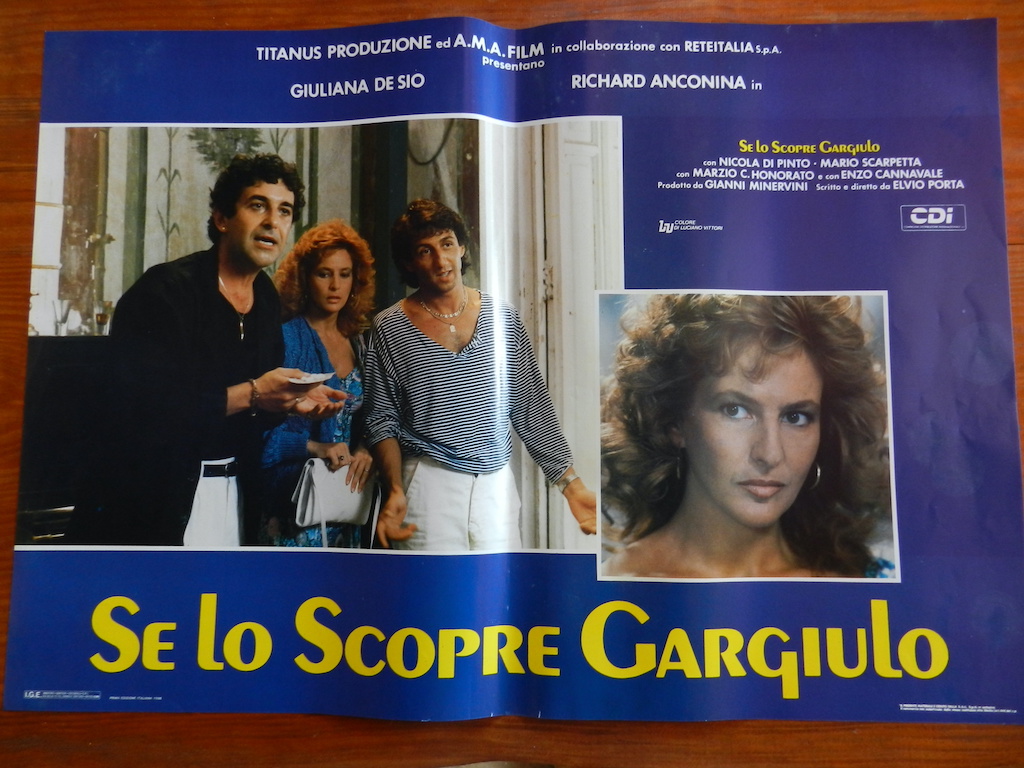 TITANUS PRODUZIONE ed A.M.A. FILM in collaborazione con RETEITALIA S.p.A.
presentano
GIULIANA DE SIO RICHARD ANCONINA in
SE lO SCOPRE GARGIULO
con NICOLA DI PINTO · MARIO SCARPETTA
con MARZIO C. HONORATO e con ENZO CANNAVALE
Prodotto da GIANNI MINERVINI Scritto e diretto da ELVIO PORTA
LV COLORE
DI LUCIANO VITTORI
CDi
SE lO SCOPRE GARGIULO
I.G.E.